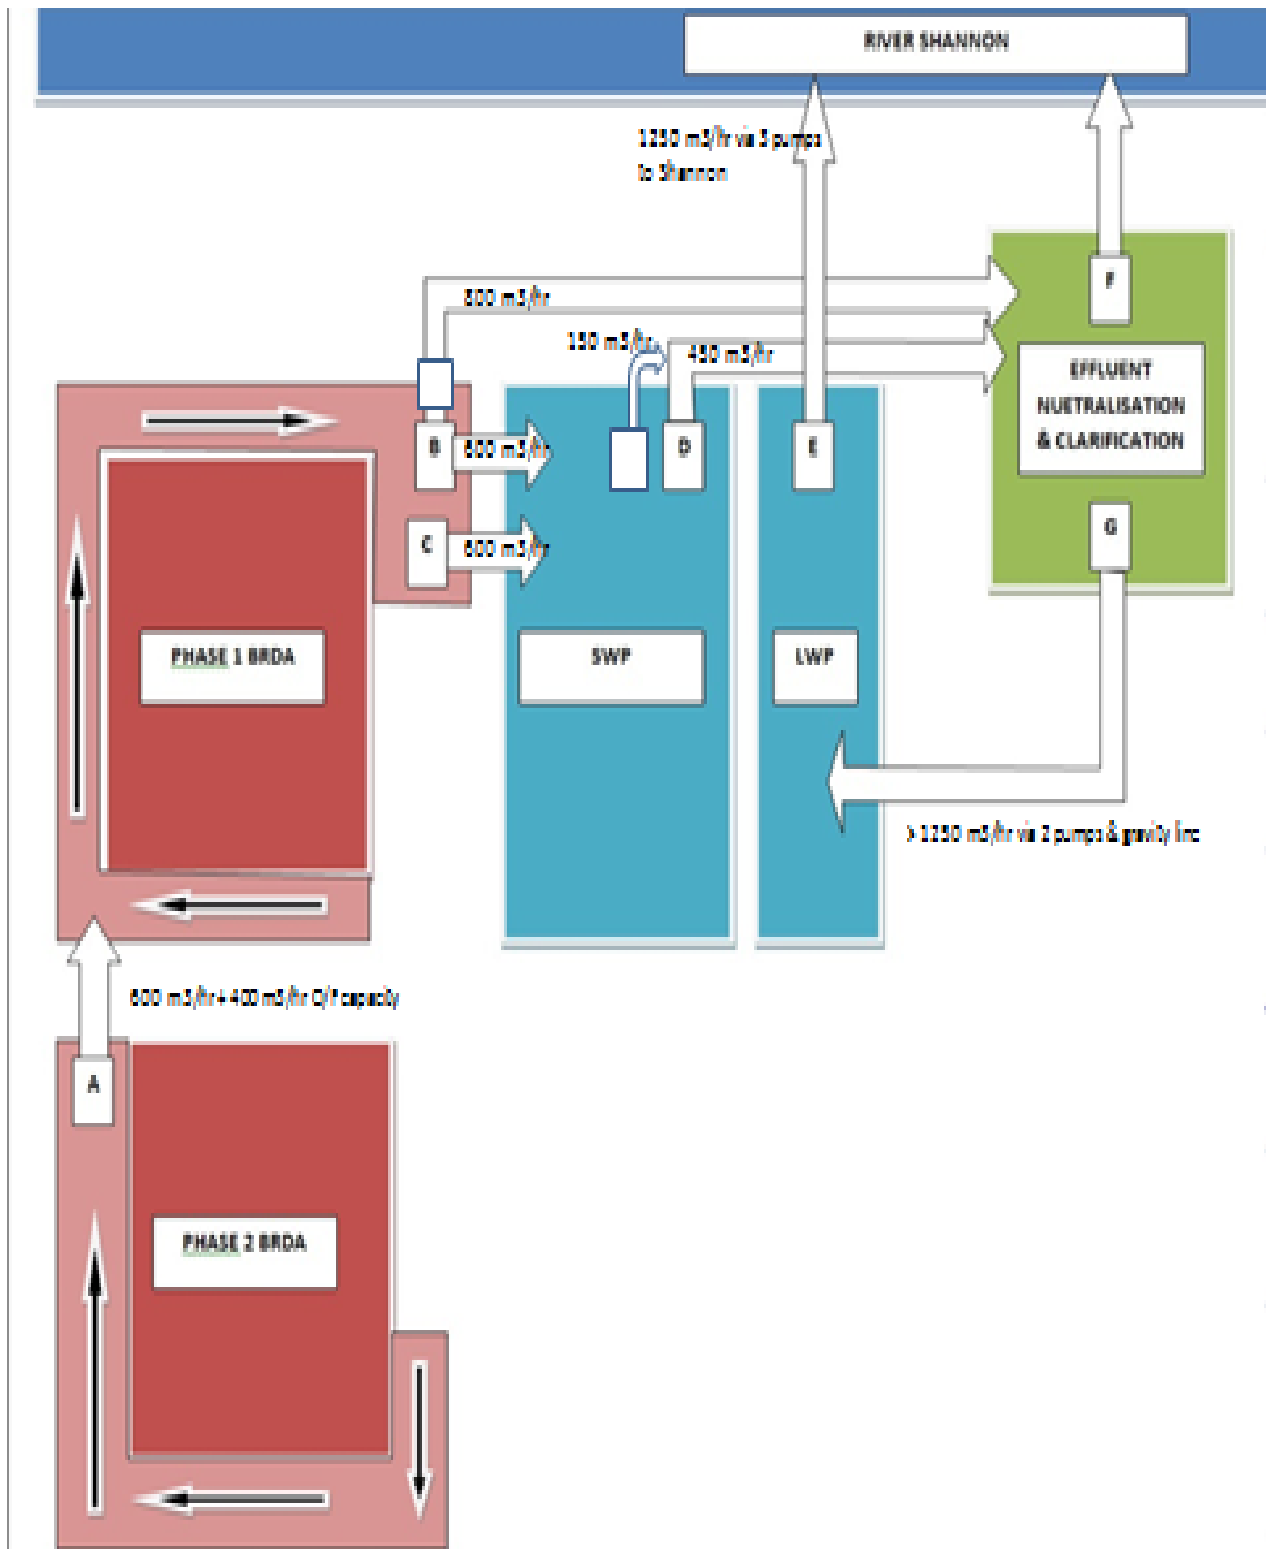 RIVER SHANNON
1250 m3/hr via 3 pumps
to Shannon
F
800 m3/hr
150 m3/hr
450 m3/hr
EFFLUENT
NUETRALISATION
& CLARIFICATION
B
600 m3/hr
D
E
G
C
600 m3/hr
PHASE 1 BRDA
SWP
LWP
> 1250 m3/hr via 2 pumps & gravity line
600 m3/hr + 400 m3/hr O/F capacity
A
PHASE 2 BRDA